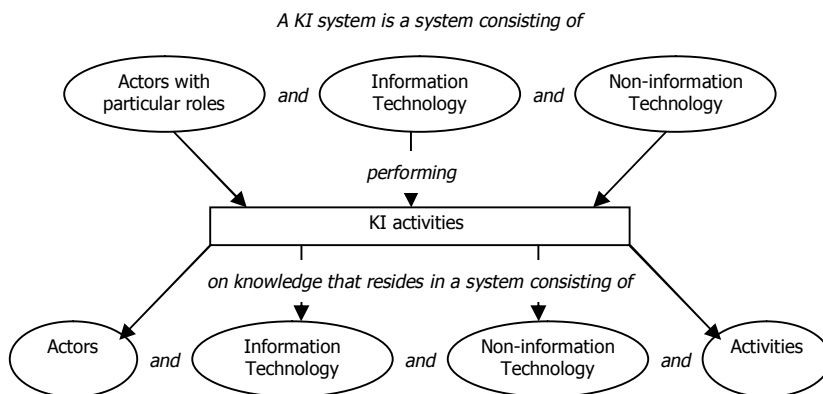 A KI system is a system consisting of
Actors with
particular roles
and
Information
Technology
and
Non-information
Technology
performing
KI activities
on knowledge that resides in a system consisting of
Actors
and
Information
Technology
and
Non-information
Technology
and
Activities